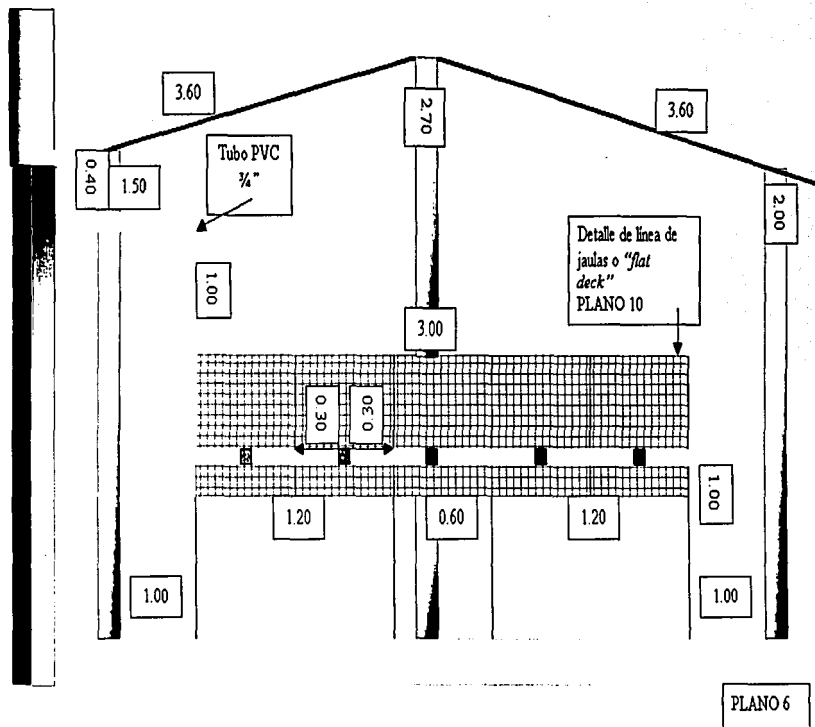 3.60
2.70
3.60
Tubo PVC
¾”
0.40
1.50
2.00
Detalle de línea de
jaulas o “flat
deck”
PLANO 10
1.00
3.00
0.30
0.30
1.00
1.20
0.60
1.20
1.00
1.00
PLANO 6